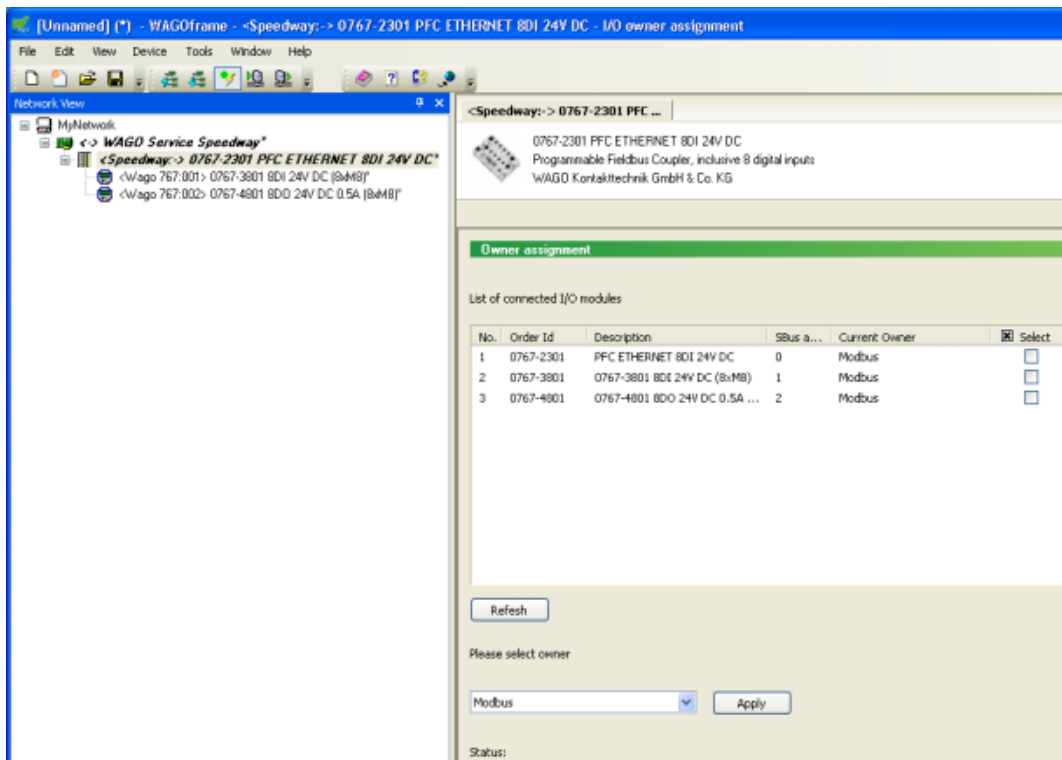 [Unnamed] (*) - WAGOframe - <Speedway:-> 0767-2301 PFC ETHERNET 8DI 24V DC - I/O owner assignment
File Edit View Device Tools Window Help
Network View
MyNetwork
<-> WAGO Service Speedway*
<Speedway:-> 0767-2301 PFC ETHERNET 8DI 24V DC*
<Wago 767:001> 0767-3801 8DI 24V DC (8xM8)*
<Wago 767:002> 0767-4801 8DO 24V DC 0.5A (8xM8)*
<Speedway:-> 0767-2301 PFC ...
0767-2301 PFC ETHERNET 8DI 24V DC
Programmable Fieldbus Coupler, inclusive 8 digital inputs
WAGO Kontakttechnik GmbH & Co. KG
Owner assignment
List of connected I/O modules
No. Order Id Description SBus a... Current Owner Select
1 0767-2301 PFC ETHERNET 8DI 24V DC 0 Modbus
2 0767-3801 0767-3801 8DI 24V DC (8xM8) 1 Modbus
3 0767-4801 0767-4801 8DO 24V DC 0.5A ... 2 Modbus
Refesh
Please select owner
Modbus Apply
Status: